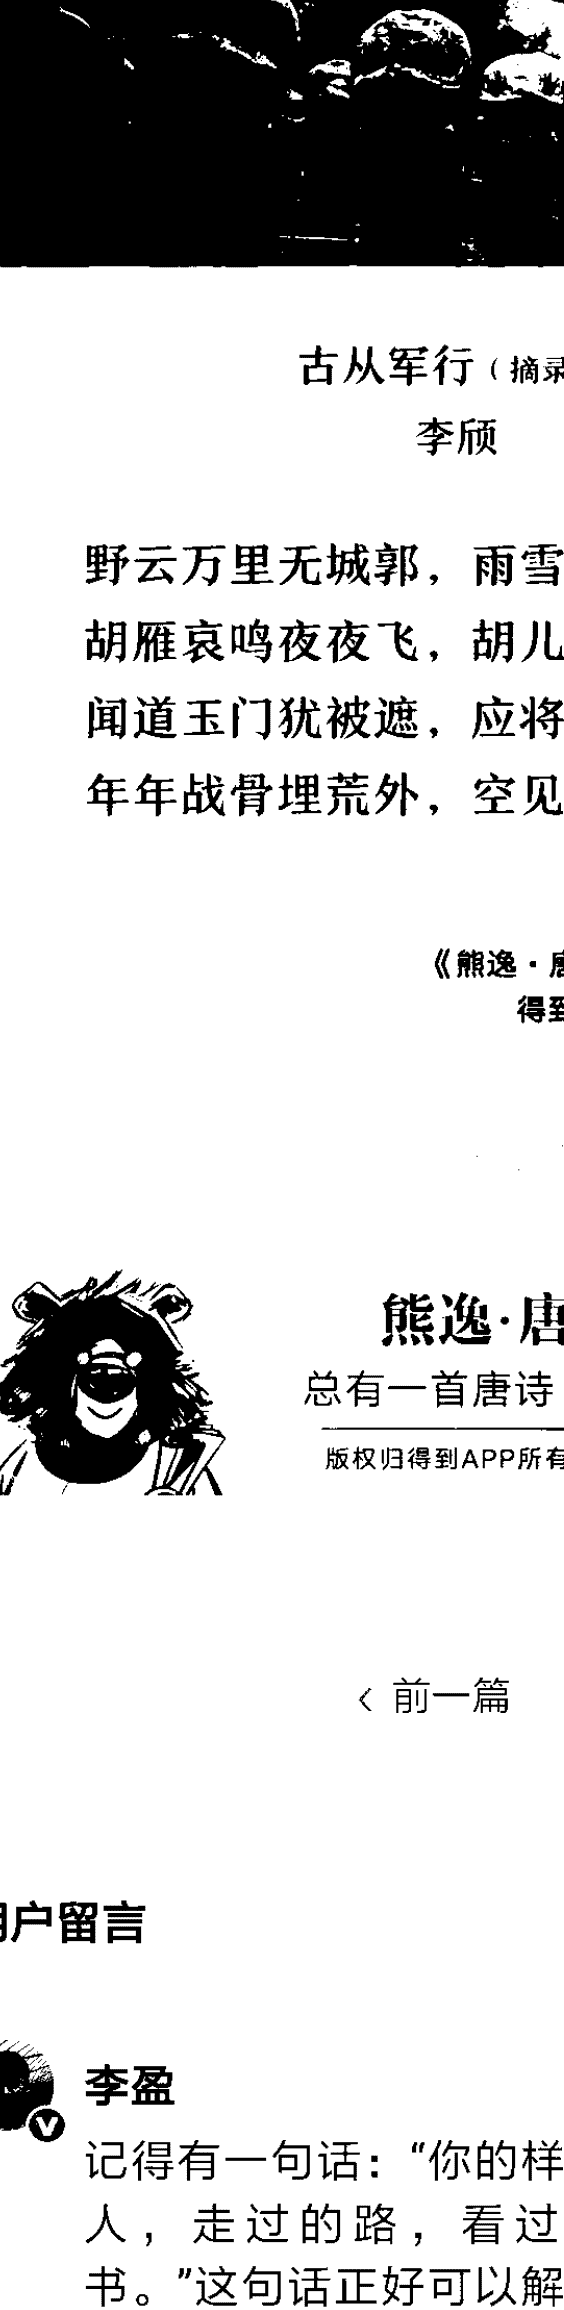 古从军行（摘录
李颀
野云万里无城郭，雨雪
胡雁哀鸣夜夜飞，胡儿
闻道玉门犹被遮，应将
年年战骨埋荒外，空见
《熊逸·唐
得到
熊逸·唐
总有一首唐诗
版权归得到APP所有
< 前一篇
用户留言
李盈
记得有一句话：“你的样
人，走过的路，看过
书。”这句话正好可以解